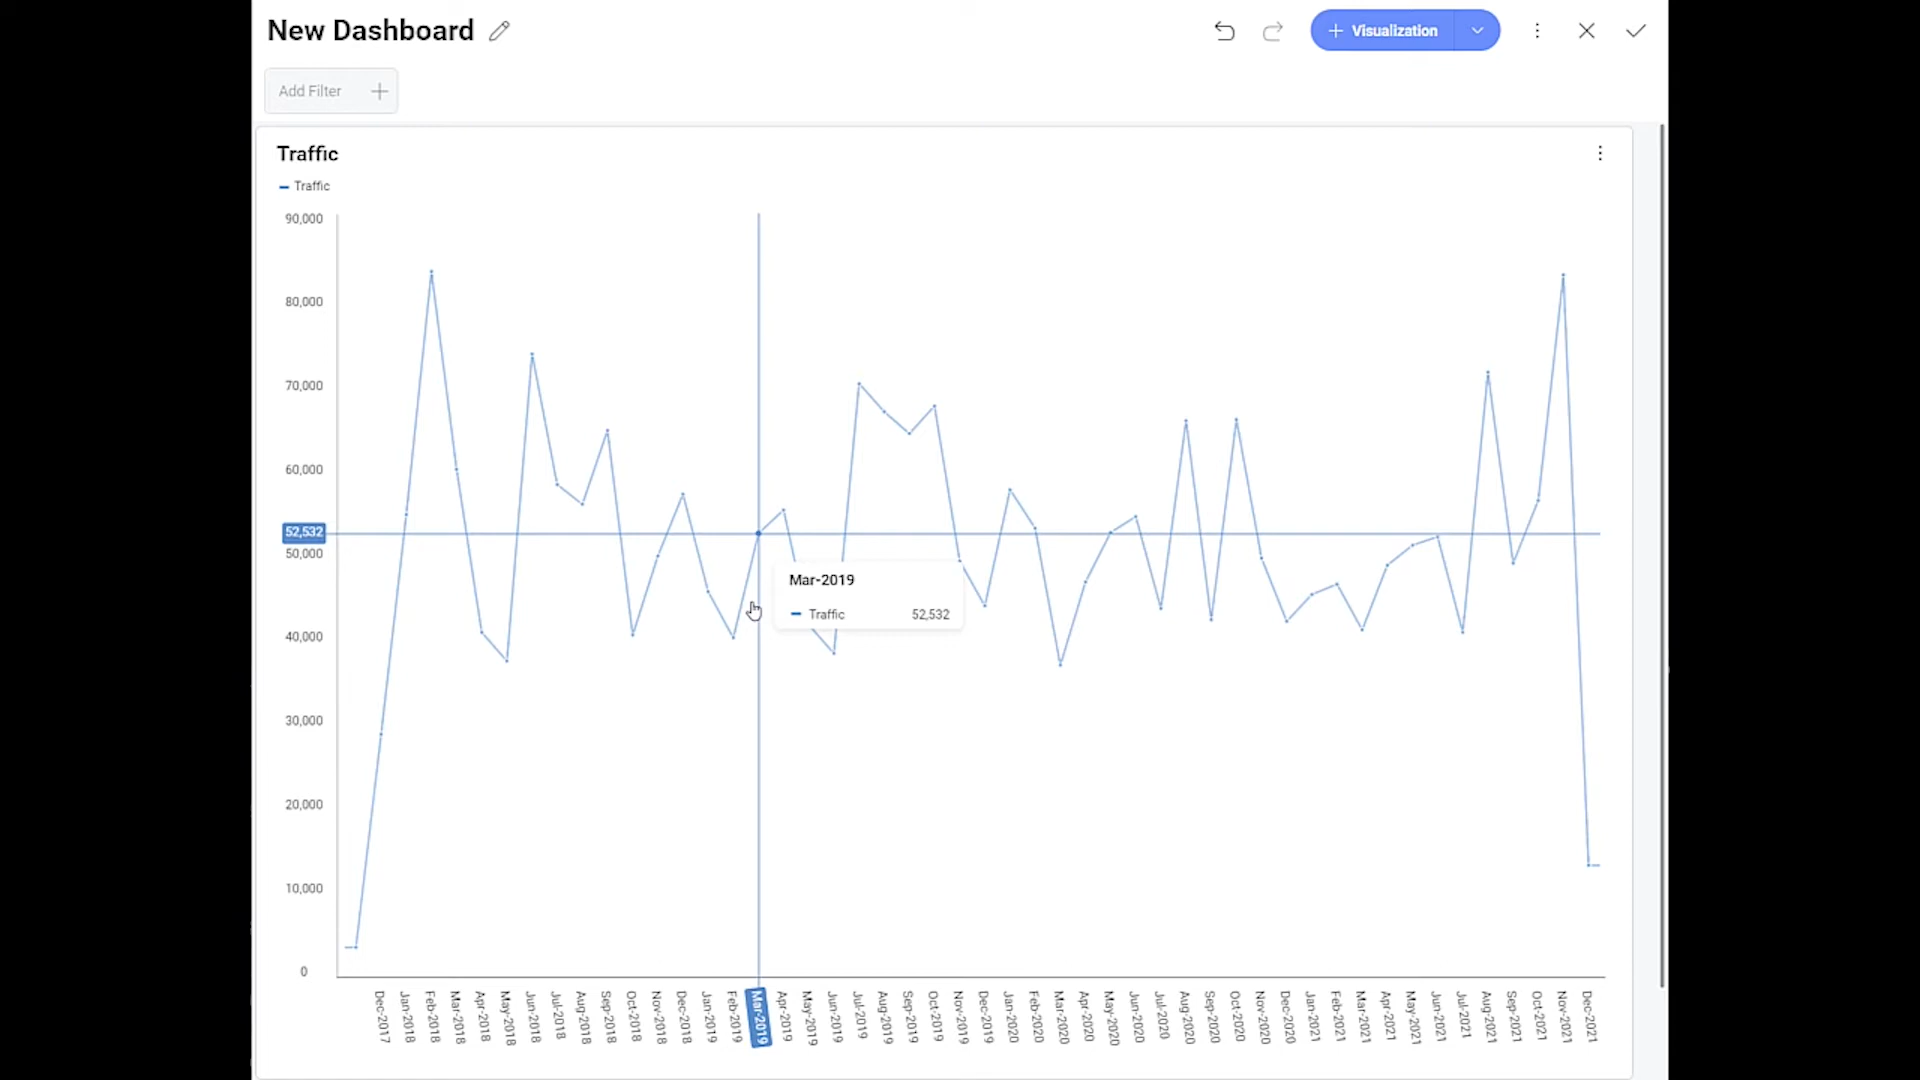 New Dashboard
Visualization
Add Filter
Traffic
Traffic
90,000
80,000
70,000
60,000
52,532
50,000
40,000
30,000
20,000
10,000
0
Mar-2019
Traffic 52,532
Dec-2017
Jan-2018
Feb-2018
Mar-2018
Apr-2018
May-2018
Jun-2018
Jul-2018
Aug-2018
Sep-2018
Oct-2018
Nov-2018
Dec-2018
Jan-2019
Feb-2019
Mar-2019
Apr-2019
May-2019
Jun-2019
Jul-2019
Aug-2019
Sep-2019
Oct-2019
Nov-2019
Dec-2019
Jan-2020
Feb-2020
Mar-2020
Apr-2020
May-2020
Jun-2020
Jul-2020
Aug-2020
Sep-2020
Oct-2020
Nov-2020
Dec-2020
Jan-2021
Feb-2021
Mar-2021
Apr-2021
May-2021
Jun-2021
Jul-2021
Aug-2021
Sep-2021
Oct-2021
Nov-2021
Dec-2021